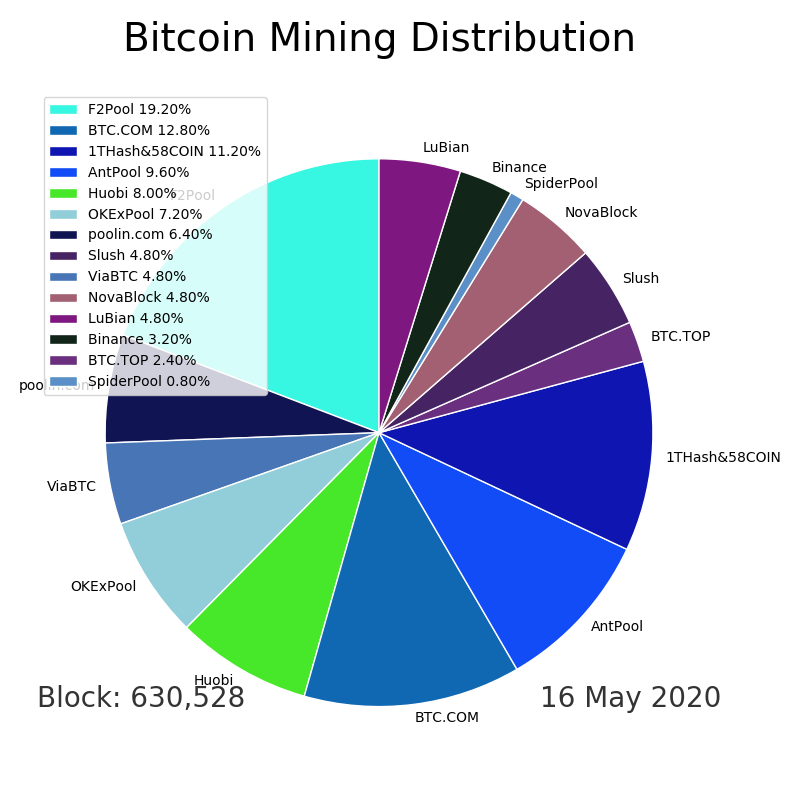 Bitcoin Mining Distribution
F2Pool 19.20%
BTC.COM 12.80%
1THash&58COIN 11.20%
AntPool 9.60%
Huobi 8.00%
OKExPool 7.20%
poolin.com 6.40%
Slush 4.80%
ViaBTC 4.80%
NovaBlock 4.80%
LuBian 4.80%
Binance 3.20%
BTC.TOP 2.40%
SpiderPool 0.80%
LuBian
Binance
SpiderPool
NovaBlock
Slush
BTC.TOP
1THash&58COIN
AntPool
BTC.COM
Huobi
OKExPool
ViaBTC
poolin.com
F2Pool
Block: 630,528
16 May 2020